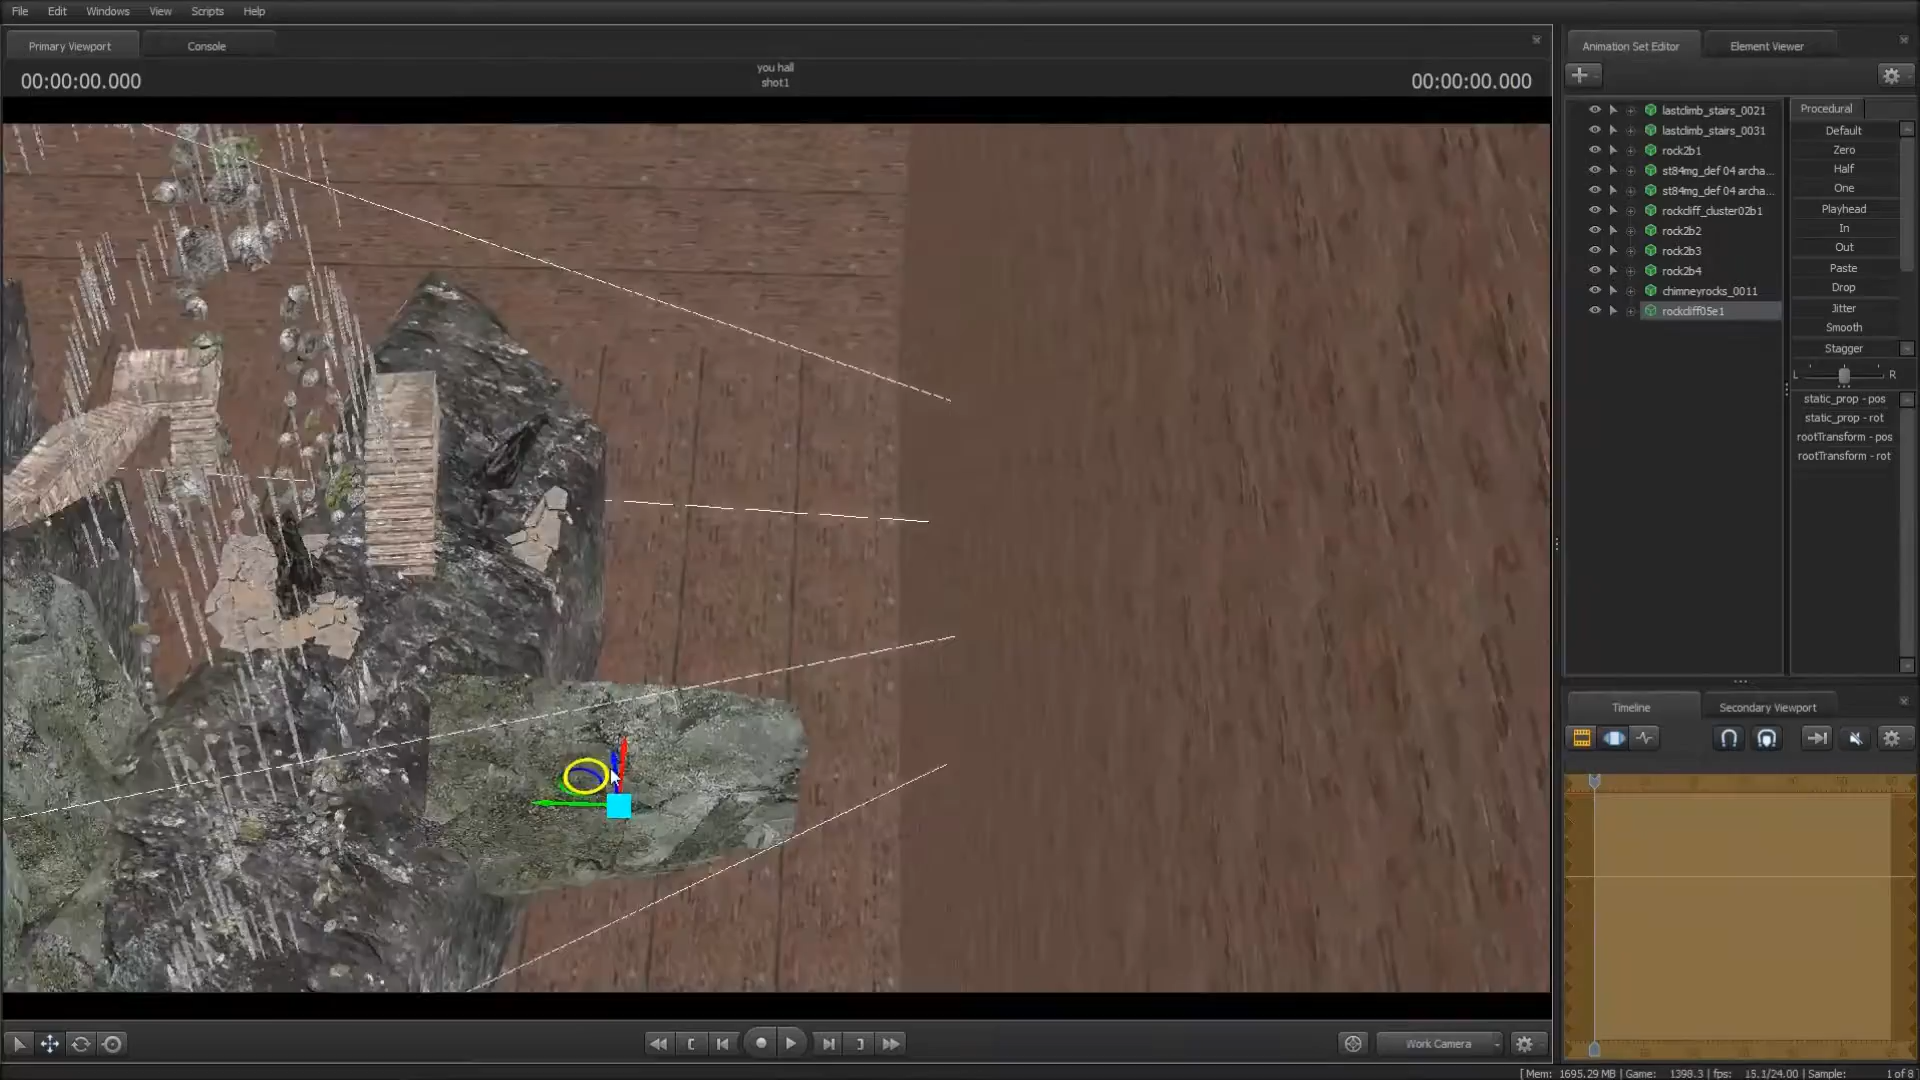 File Edit Windows View Scripts Help
Primary Viewport Console
00:00:00.000
you hall
shot1
00:00:00.000
Animation Set Editor Element Viewer
lastclimb_stairs_0021
lastclimb_stairs_0031
rock2b1
st84mg_def 04 archa...
st84mg_def 04 archa...
rockcliff_cluster02b1
rock2b2
rock2b3
rock2b4
chimneyrocks_0011
rockcliff05e1
Procedural
Default
Zero
Half
One
Playhead
In
Out
Paste
Drop
Jitter
Smooth
Stagger
L R
static_prop - pos
static_prop - rot
rootTransform - pos
rootTransform - rot
Timeline Secondary Viewport
Work Camera
[ Mem: 1695.29 MB | Game: 1398.3 | fps: 15.1/24.00 | Sample: 1 of 8